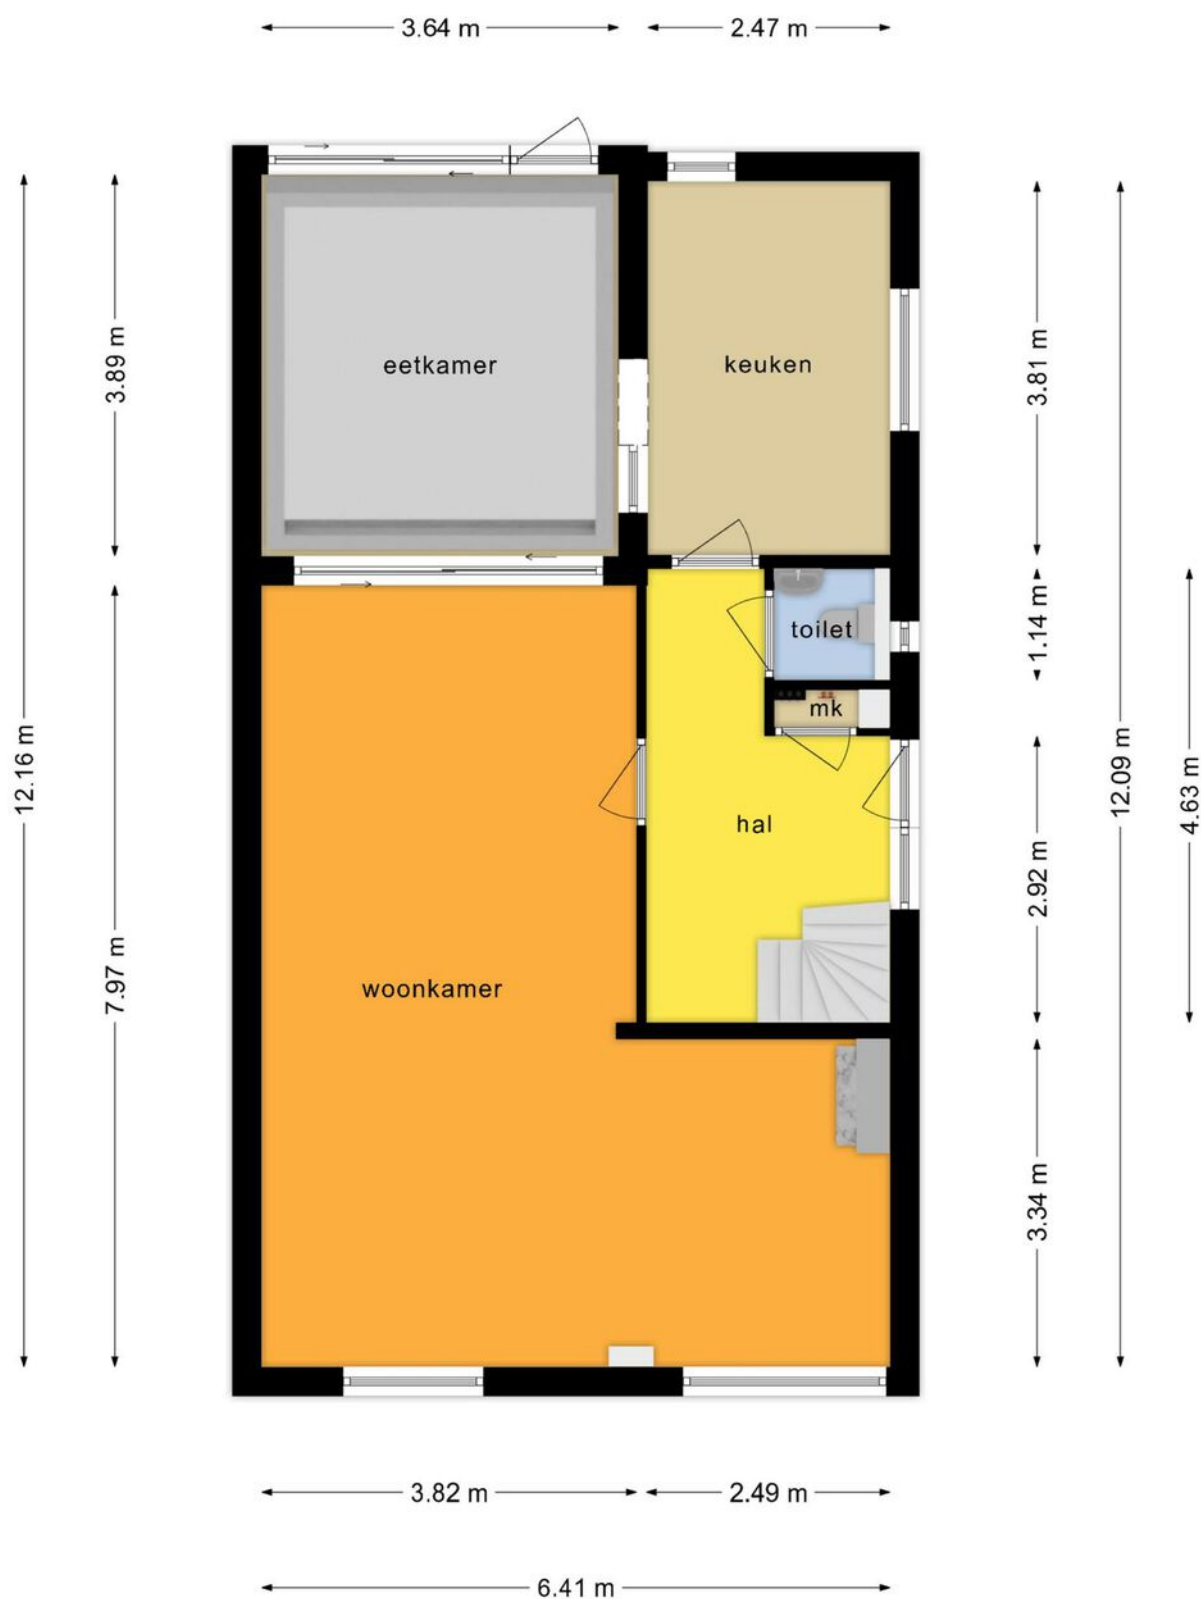 3.64 m
2.47 m
eetkamer
keuken
3.89 m
3.81 m
toilet
1.14 m
mk
12.16 m
12.09 m
4.63 m
hal
2.92 m
7.97 m
woonkamer
3.34 m
3.82 m
2.49 m
6.41 m